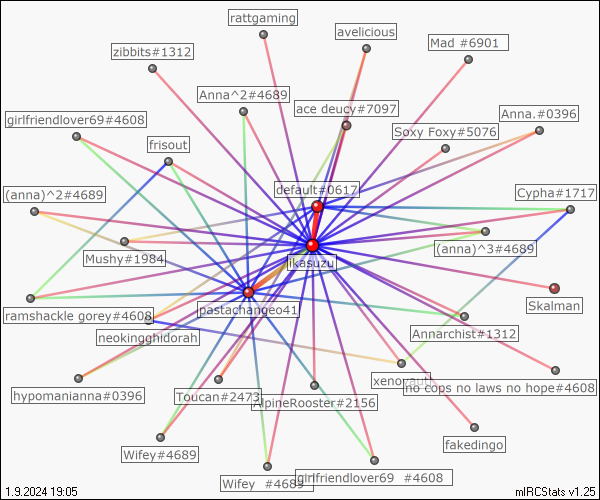 rattgaming
avelicious
Mad #6901
zibbits#1312
Anna^2#4689
ace deucy#7097
Anna.#0396
girlfriendlover69#4608
Soxy Foxy#5076
frisout
default#0617
(anna)^2#4689
Cypha#1717
(anna)^3#4689
Mushy#1984
jikasuzu
Skalman
ramshackle gorey#4608
pastachangeo41
neokingghidorah
Annarchist#1312
xenonaut
no cops no laws no hope#4608
hypomanianna#0396
Toucan#2473
AlpineRooster#2156
fakedingo
Wifey#4689
Wifey #4689
girlfriendlover69 #4608
1.9.2024 19:05
mIRCStats v1.25